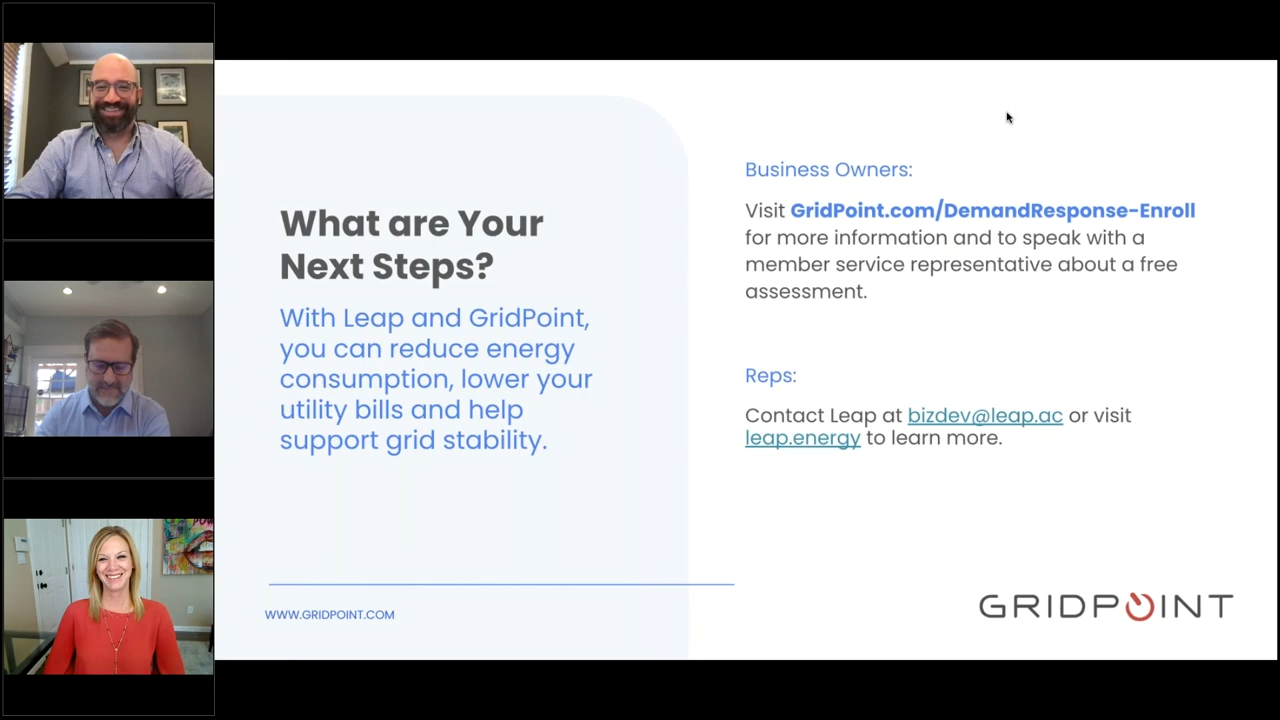 What are Your
Next Steps?
With Leap and GridPoint,
you can reduce energy
consumption, lower your
utility bills and help
support grid stability.
WWW.GRIDPOINT.COM
Business Owners:
Visit GridPoint.com/DemandResponse-Enroll
for more information and to speak with a
member service representative about a free
assessment.
Reps:
Contact Leap at bizdev@leap.ac or visit
leap.energy to learn more.
GRIDPOINT